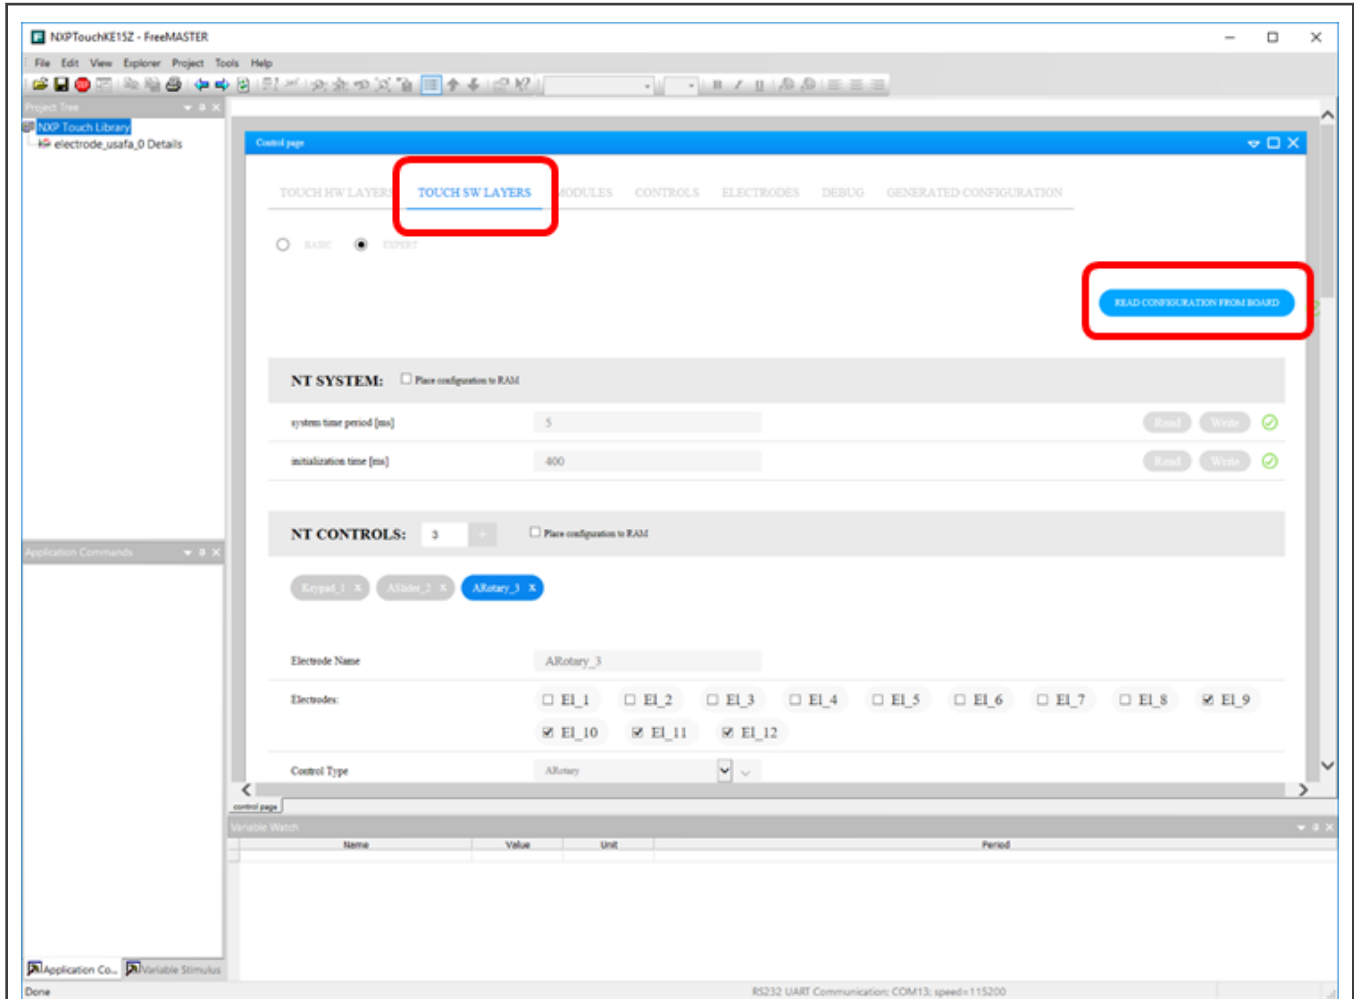 NXPTouchKE15Z - FreeMASTER
File Edit View Explorer Project Tools Help
Project Tree
NXP Touch Library
electrode_usafa_0 Details
Control page
TOUCH HW LAYERS TOUCH SW LAYERS MODULES CONTROLS ELECTRODES DEBUG GENERATED CONFIGURATION
BASIC EXPERT
READ CONFIGURATION FROM BOARD
NT SYSTEM: Place configuration to RAM
system time period [ms] 5 Read Write
initialization time [ms] 400 Read Write
NT CONTROLS: 3 + Place configuration to RAM
Keypad_1 x ASlider_2 x ARotary_3 x
Electrode Name ARotary_3
Electrodes: El_1 El_2 El_3 El_4 El_5 El_6 El_7 El_8 El_9
El_10 El_11 El_12
Control Type ARotary
control page
Application Commands
Variable Watch
Name Value Unit Period
Application Co... Variable Stimulus
Done RS232 UART Communication; COM13; speed=115200